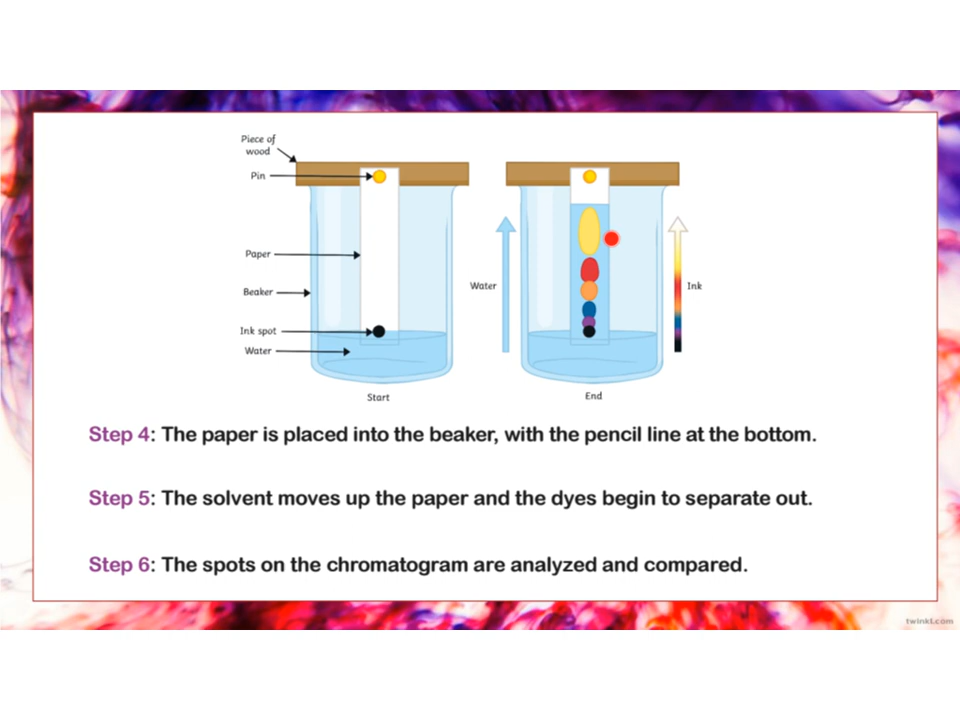 Piece of
wood
Pin
Paper
Beaker
Ink spot
Water
Start
Water
Ink
End
Step 4: The paper is placed into the beaker, with the pencil line at the bottom.
Step 5: The solvent moves up the paper and the dyes begin to separate out.
Step 6: The spots on the chromatogram are analyzed and compared.
twinkl.com